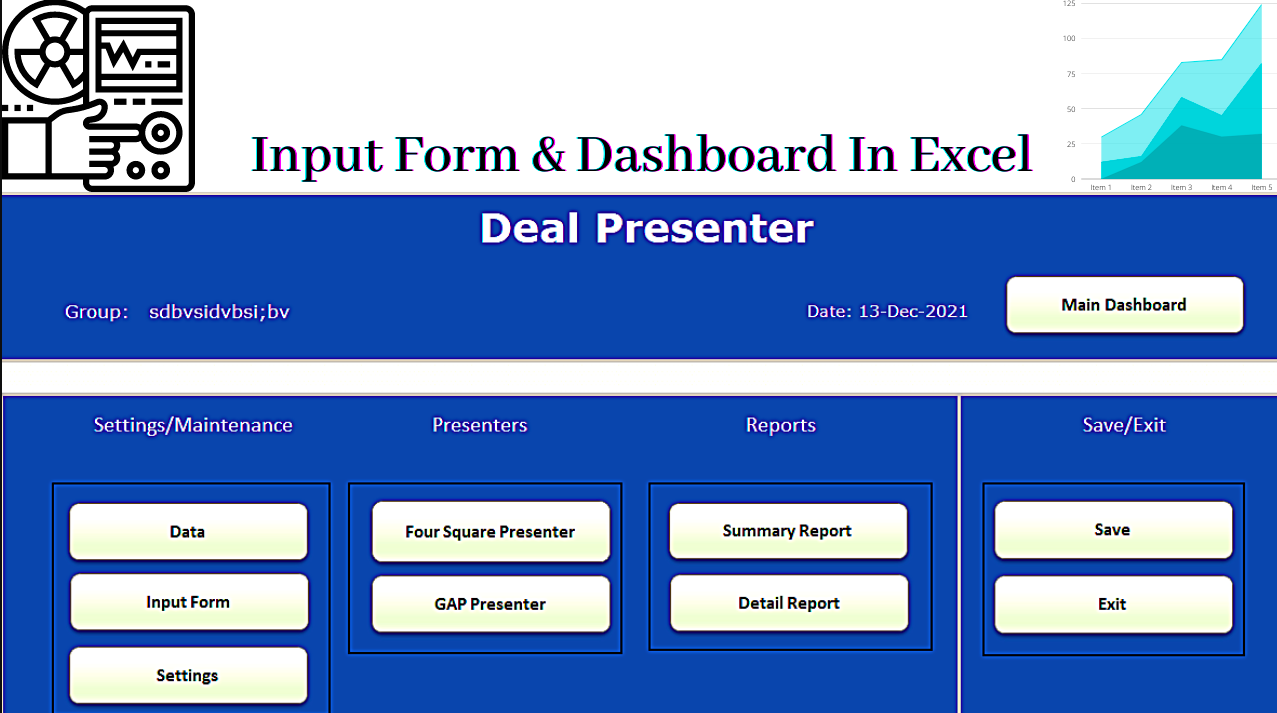 125
100
75
50
25
0
Item 1 Item 2 Item 3 Item 4 Item 5
Input Form & Dashboard In Excel
Deal Presenter
Group: sdbvsidvbsi;bv
Date: 13-Dec-2021
Main Dashboard
Settings/Maintenance
Data
Input Form
Settings
Presenters
Four Square Presenter
GAP Presenter
Reports
Summary Report
Detail Report
Save/Exit
Save
Exit